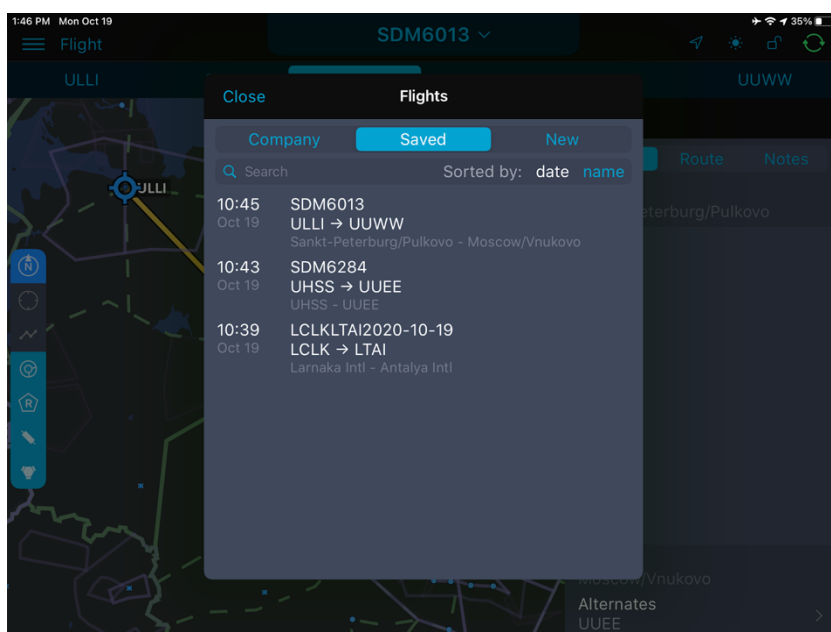 1:46 PM Mon Oct 19
35%
Flight
SDM6013
ULLI
UUWW
Close
Flights
Company
Saved
New
Search
Sorted by: date name
Route
Notes
10:45
SDM6013
Oct 19
ULLI → UUWW
Sankt-Peterburg/Pulkovo - Moscow/Vnukovo
10:43
SDM6284
Oct 19
UHSS → UUEE
UHSS - UUEE
10:39
LCLKLTAI2020-10-19
Oct 19
LCLK → LTAI
Larnaka Intl - Antalya Intl
eterburg/Pulkovo
ULLI
N
R
Moscow/Vnukovo
Alternates
UUEE